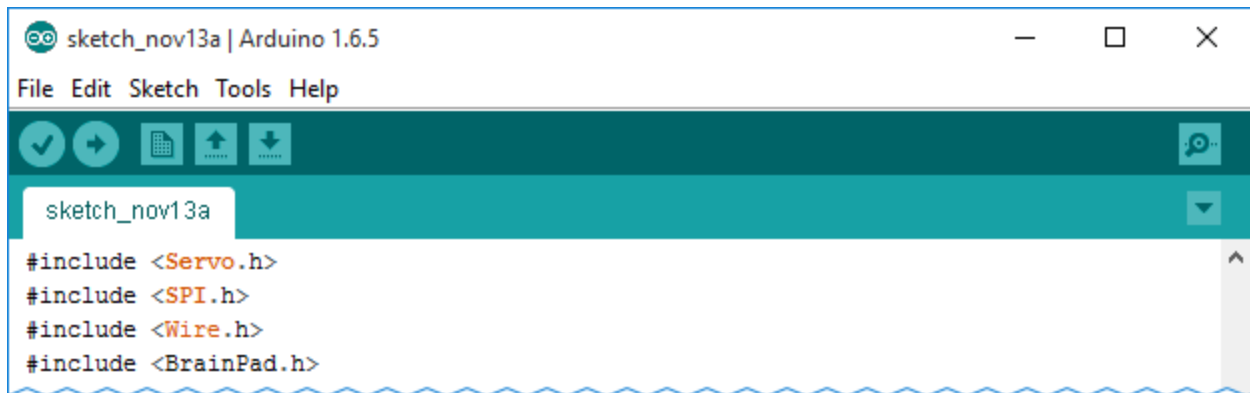 sketch_nov13a | Arduino 1.6.5
File Edit Sketch Tools Help
sketch_nov13a
#include <Servo.h>
#include <SPI.h>
#include <Wire.h>
#include <BrainPad.h>